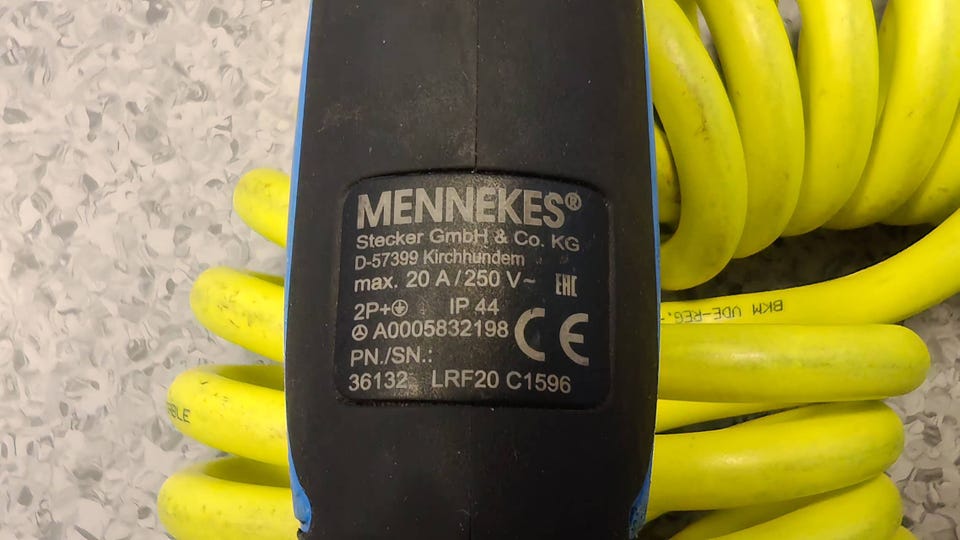 MENNEKES®
Stecker GmbH & Co. KG
D-57399 Kirchhundem
max. 20 A / 250 V~ EAC
2P+⏚ IP 44
A0005832198 CE
PN./SN.:
36132 LRF20 C1596
BKM VDE-REG.-